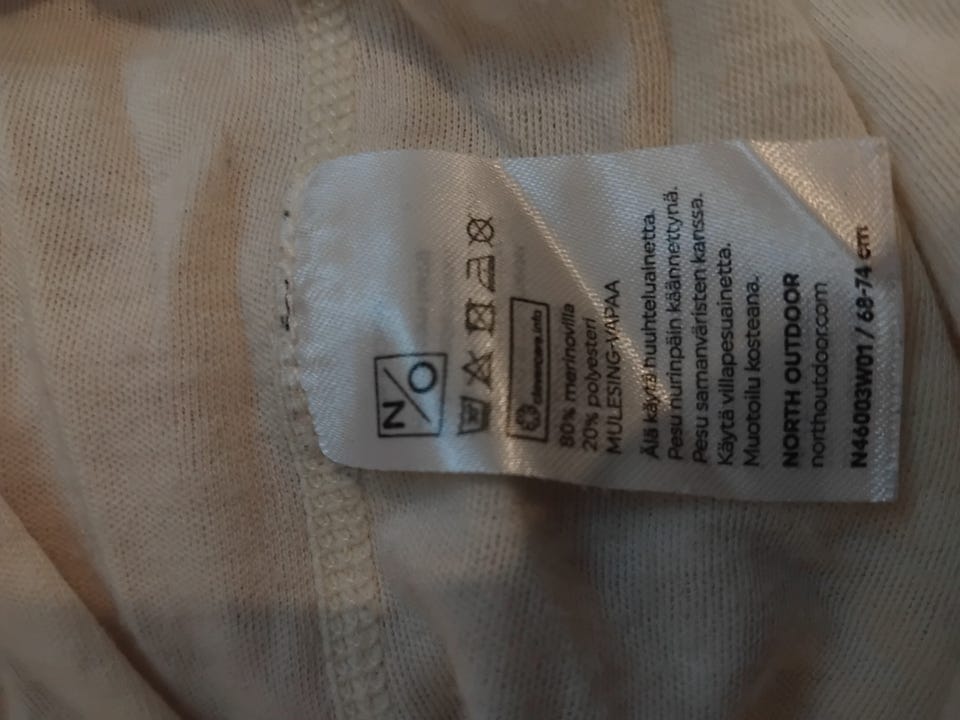 N/O
clevercare.info
80% merinovilla
20% polyesteri
MULESING-VAPAA
Älä käytä huuhteluainetta.
Pesu nurinpäin käännettynä.
Pesu samanväristen kanssa.
Käytä villapesuainetta.
Muotoilu kosteana.
NORTH OUTDOOR
northoutdoor.com
N46003W01 / 68-74 cm